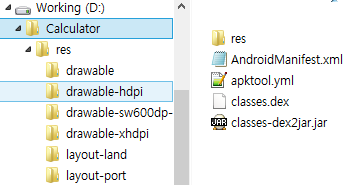 Working (D:)
Calculator
res
drawable
drawable-hdpi
drawable-sw600dp-
drawable-xhdpi
layout-land
layout-port
res
AndroidManifest.xml
apktool.yml
classes.dex
classes-dex2jar.jar